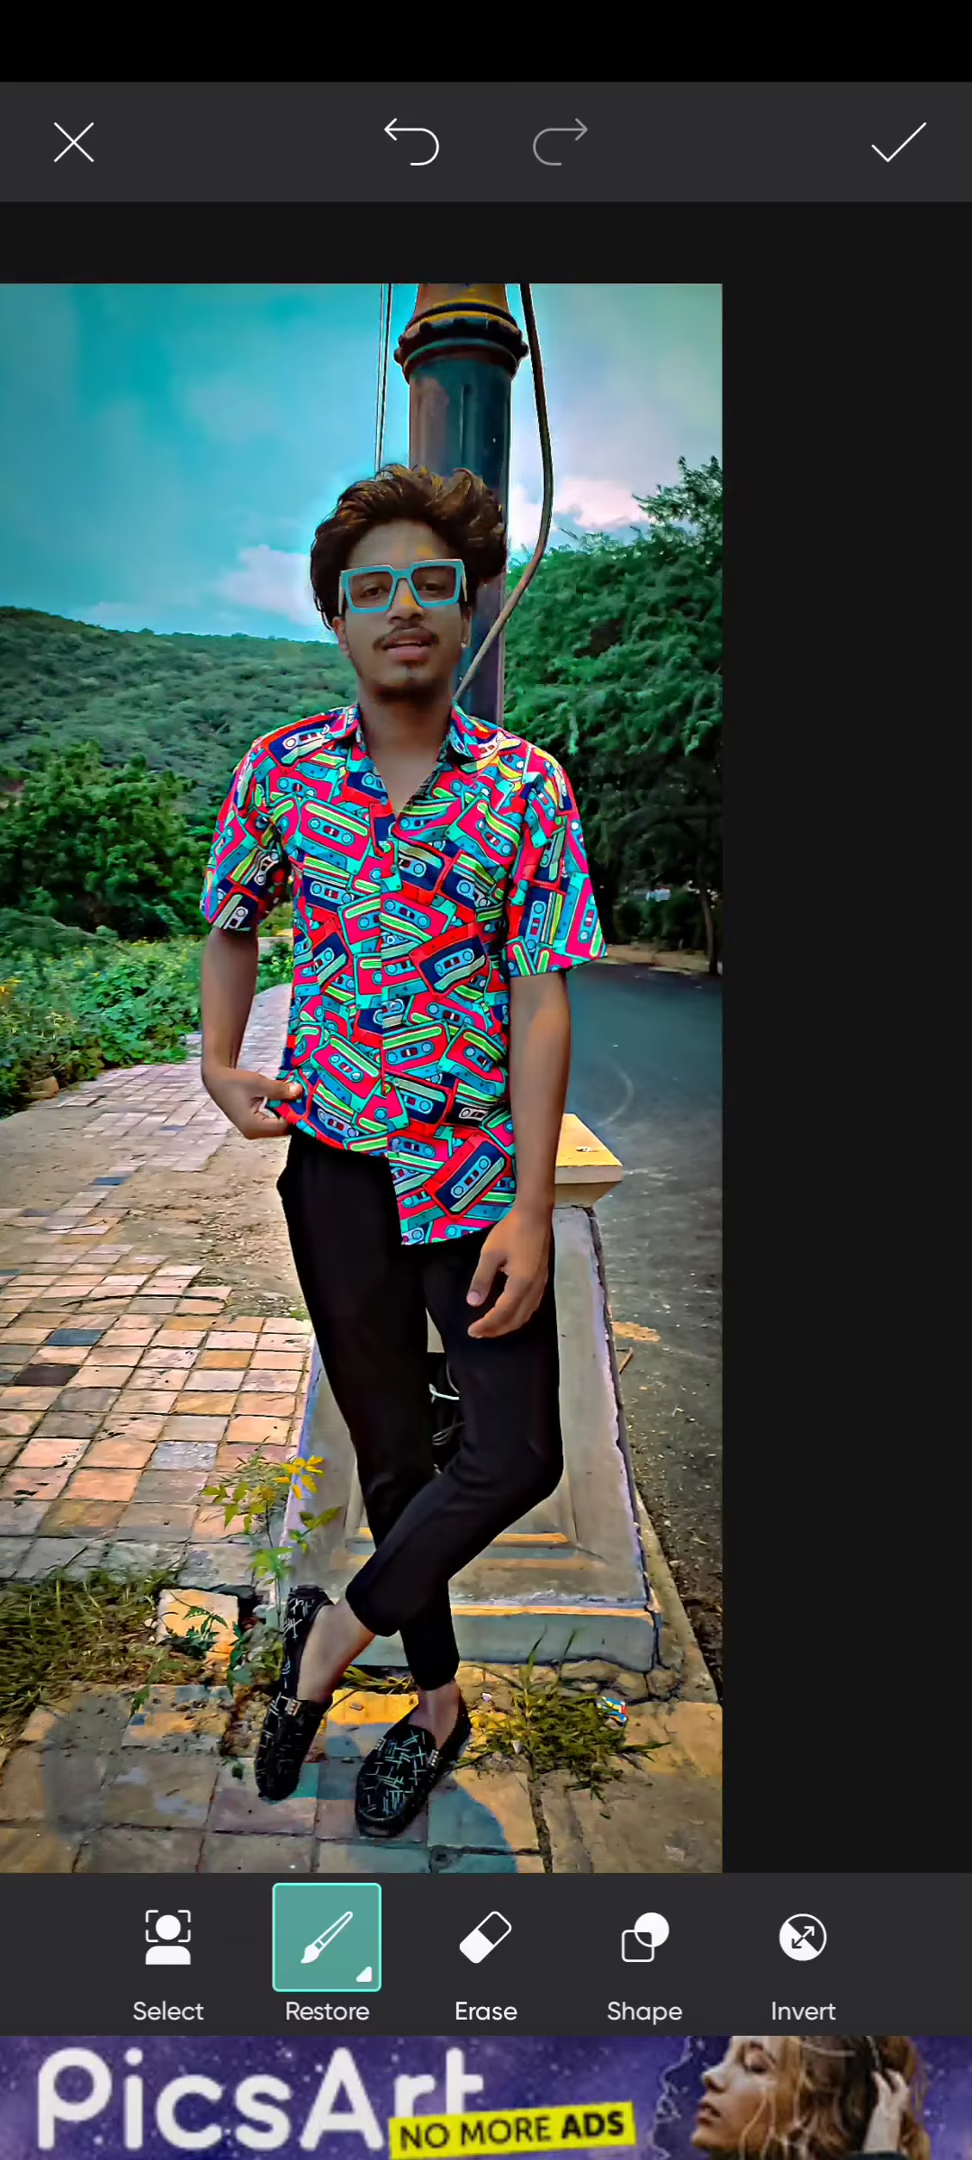 Select
Restore
Erase
Shape
Invert
PicsArt
NO MORE ADS